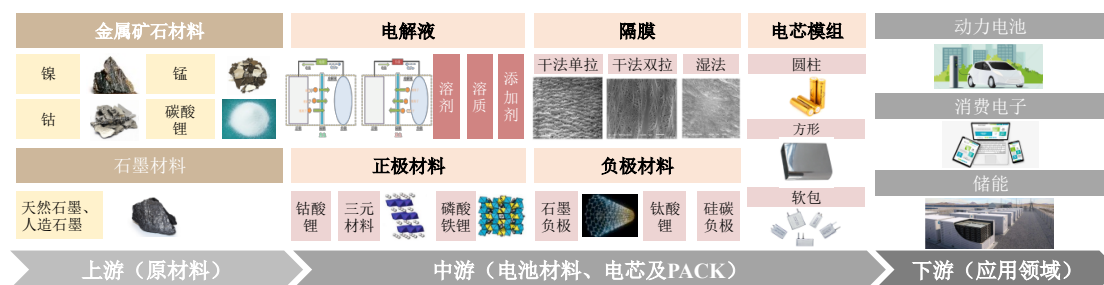 金属矿石材料
镍
锰
钴
碳酸
锂
石墨材料
天然石墨、
人造石墨
电解液
溶剂
溶质
添加剂
正极材料
钴酸
锂
三元
材料
磷酸
铁锂
隔膜
干法单拉
干法双拉
湿法
负极材料
石墨
负极
钛酸
锂
硅碳
负极
电芯模组
圆柱
方形
软包
动力电池
消费电子
储能
上游（原材料）
中游（电池材料、电芯及PACK）
下游（应用领域）